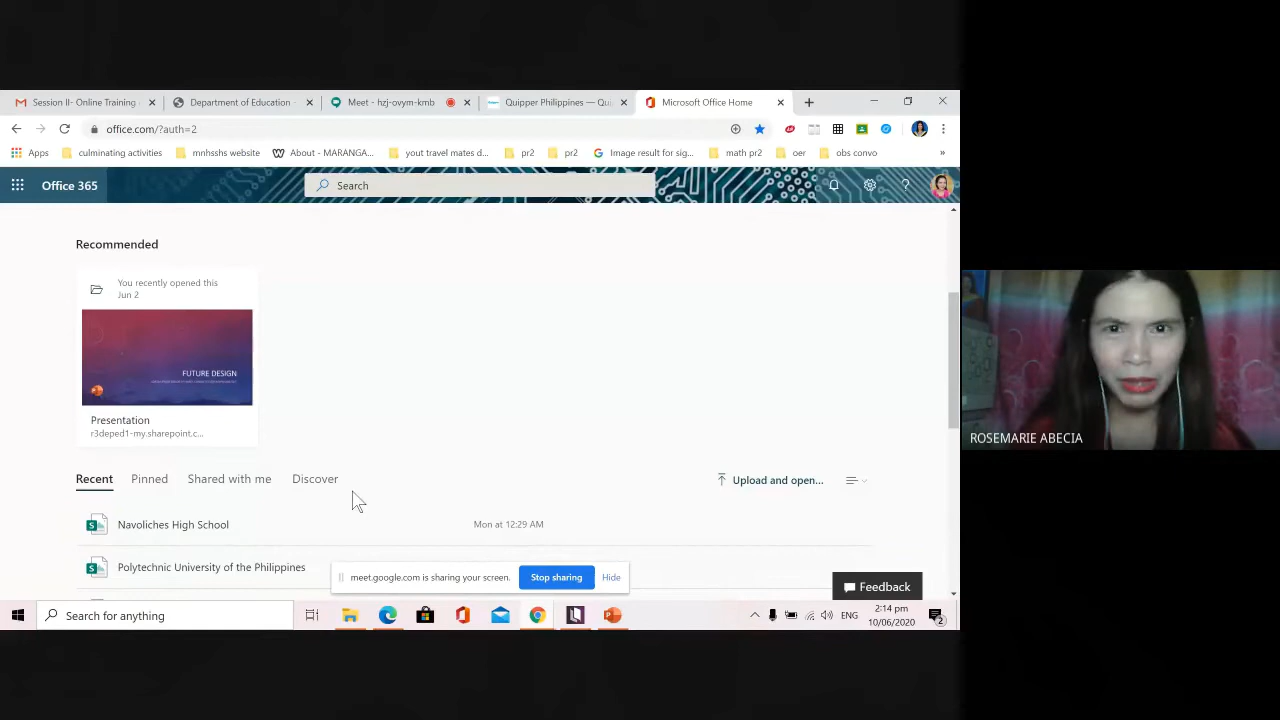 Session II- Online Training
Department of Education -
Meet - hzj-ovym-kmb
Quipper Philippines — Qui
Microsoft Office Home
office.com/?auth=2
Apps
culminating activities
mnhsshs website
About - MARANGA...
yout travel mates d...
pr2
pr2
Image result for sig...
math pr2
oer
obs convo
Office 365
Search
Recommended
You recently opened this
Jun 2
FUTURE DESIGN
Presentation
r3deped1-my.sharepoint.c...
ROSEMARIE ABECIA
Recent
Pinned
Shared with me
Discover
Upload and open...
Navoliches High School
Mon at 12:29 AM
Polytechnic University of the Philippines
meet.google.com is sharing your screen.
Stop sharing
Hide
Feedback
Search for anything
ENG
2:14 pm
10/06/2020
2